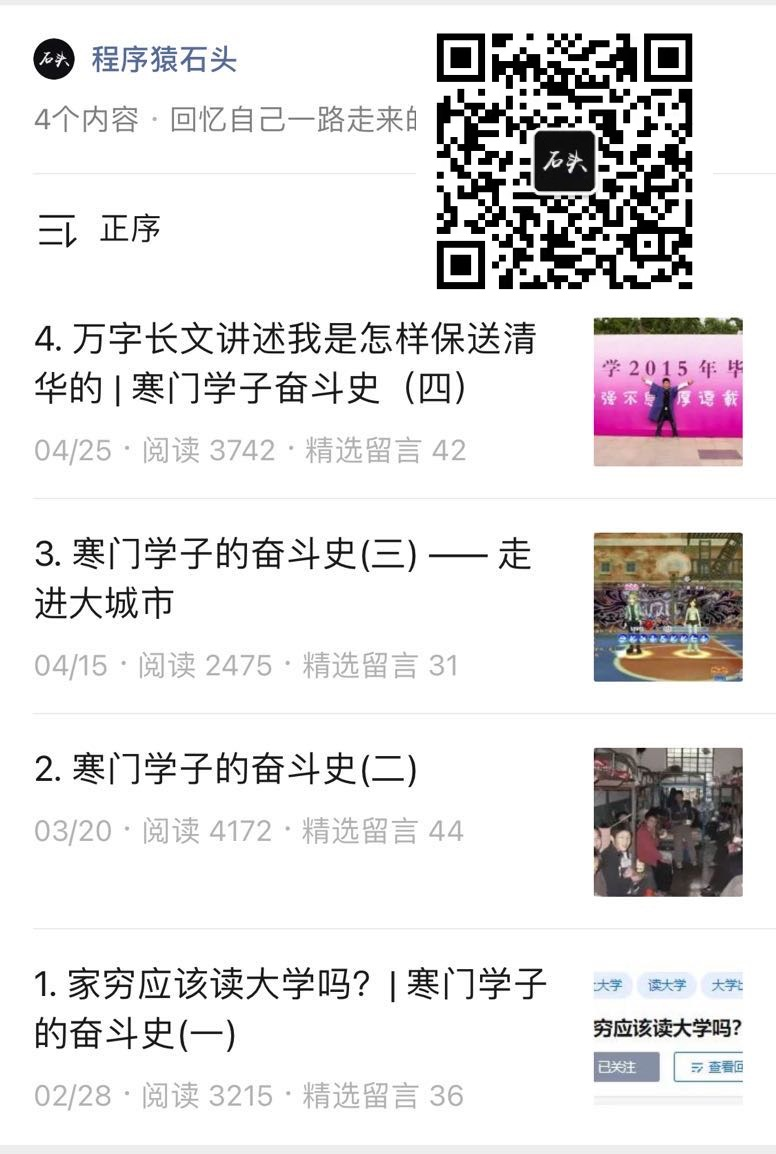 石头
程序猿石头
4个内容 · 回忆自己一路走来的
石头
正序
4. 万字长文讲述我是怎样保送清
华的 | 寒门学子奋斗史（四）
04/25 · 阅读 3742 · 精选留言 42
学 2015 年 毕
强不息 厚德载
3. 寒门学子的奋斗史(三) —— 走
进大城市
04/15 · 阅读 2475 · 精选留言 31
2. 寒门学子的奋斗史(二)
03/20 · 阅读 4172 · 精选留言 44
1. 家穷应该读大学吗？| 寒门学子
的奋斗史(一)
02/28 · 阅读 3215 · 精选留言 36
大学 读大学 大学
穷应该读大学吗?
已关注 查看回